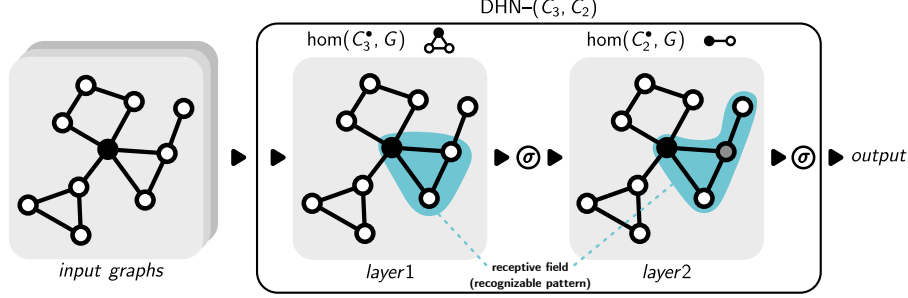 DHN–(C₃, C₂)
hom(C₃•, G)
hom(C₂•, G)
σ
σ
output
input graphs
layer1
layer2
receptive field
(recognizable pattern)